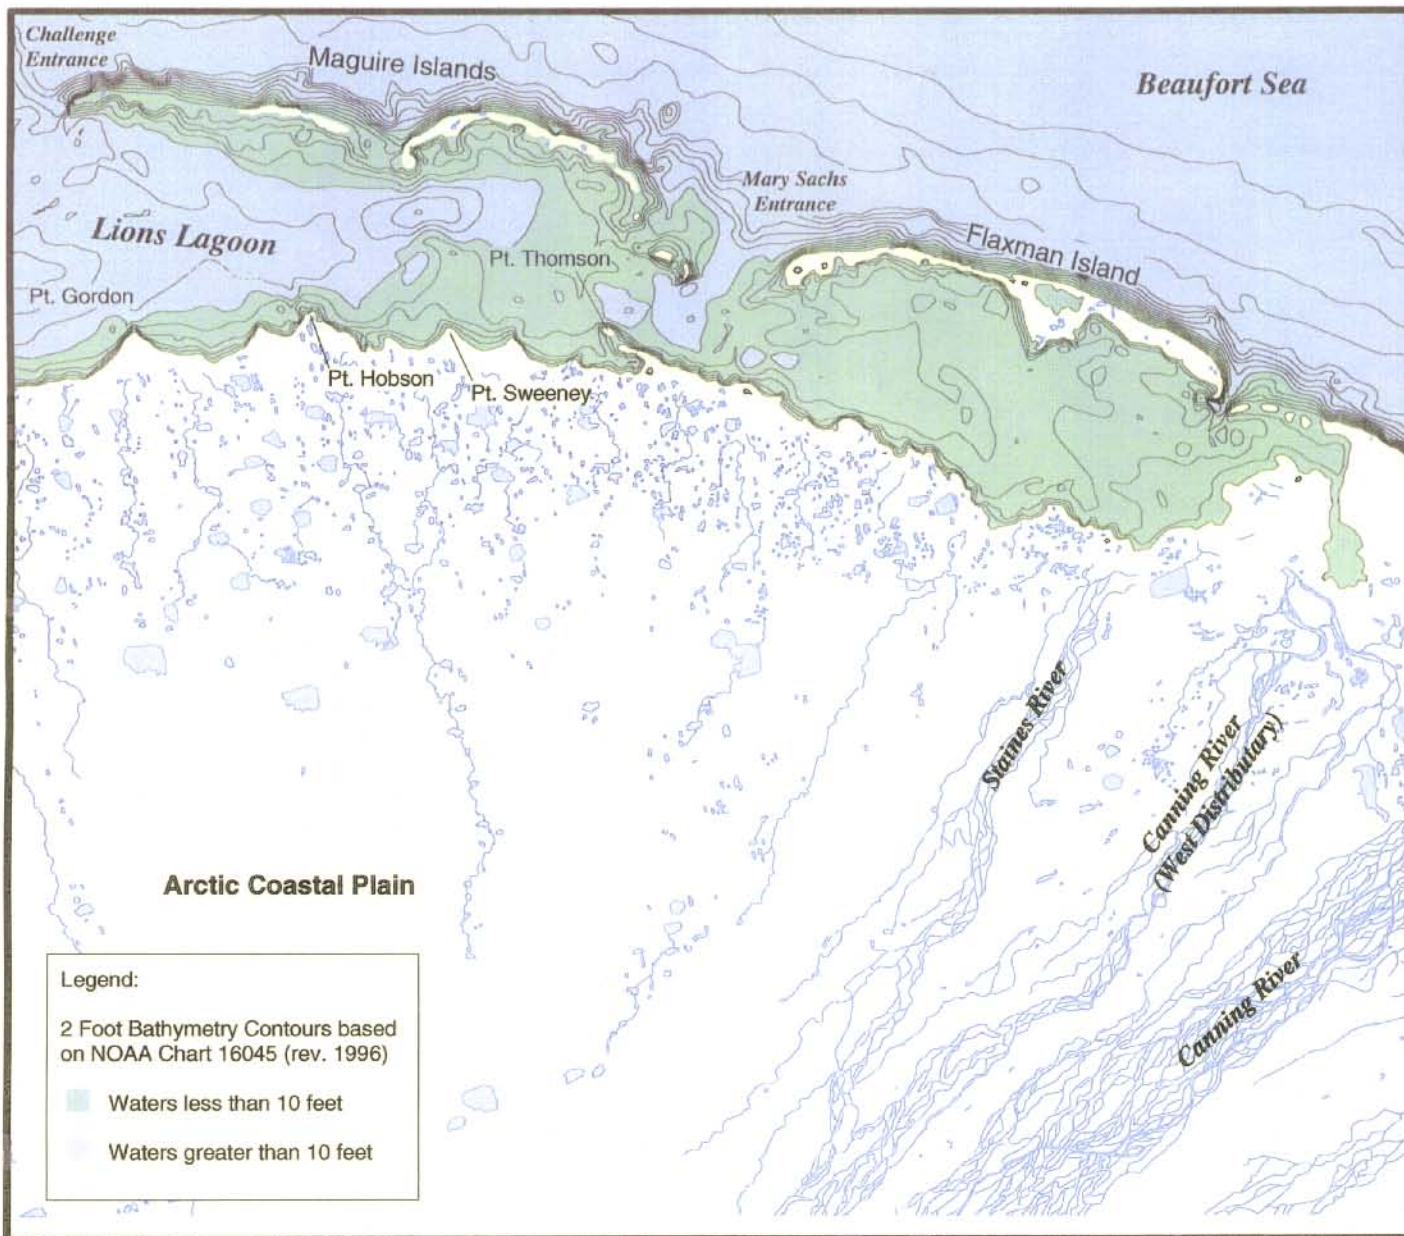 Challenge
Entrance
Maguire Islands
Beaufort Sea
Mary Sachs
Entrance
Lions Lagoon
Flaxman Island
Pt. Thomson
Pt. Gordon
Pt. Hobson
Pt. Sweeney
Staines River
Canning River
(West Distributary)
Canning River
Arctic Coastal Plain
Legend:
2 Foot Bathymetry Contours based
on NOAA Chart 16045 (rev. 1996)
Waters less than 10 feet
Waters greater than 10 feet